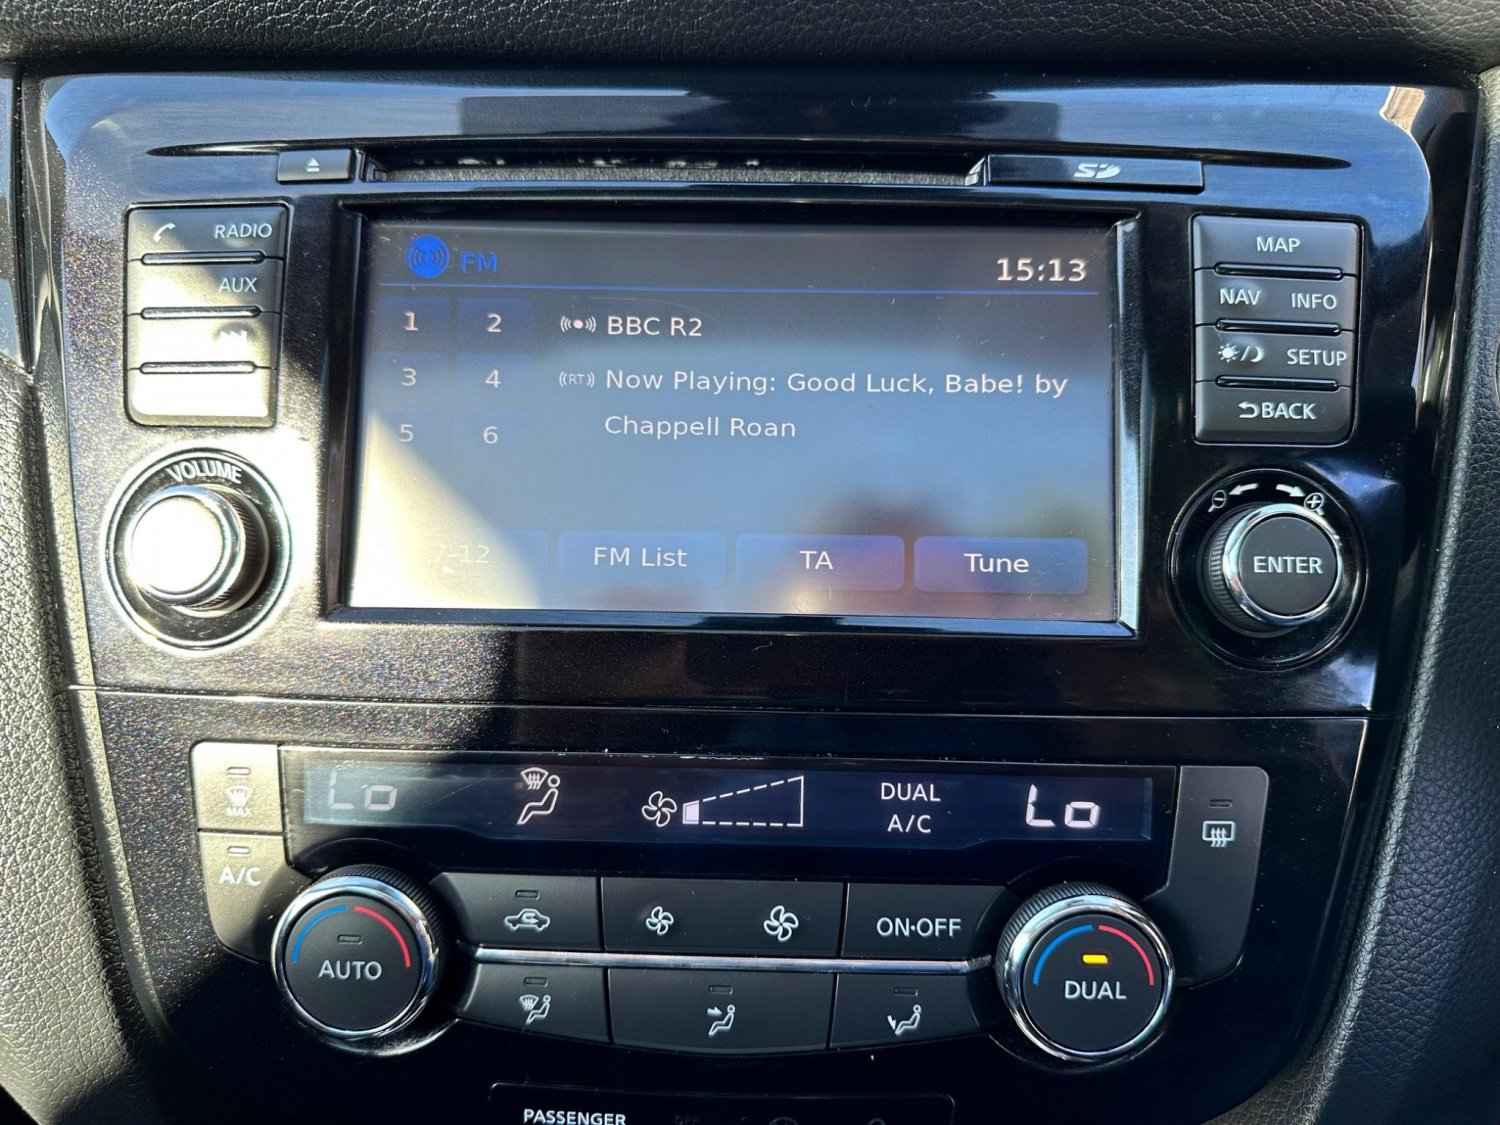 RADIO
AUX
SD
FM
15:13
1 2
3 4
5 6
BBC R2
((RT)) Now Playing: Good Luck, Babe! by
Chappell Roan
7-12
FM List
TA
Tune
MAP
NAV INFO
SETUP
BACK
VOLUME
ENTER
MAX
A/C
Lo
DUAL
A/C
Lo
AUTO
ON·OFF
DUAL
PASSENGER
OFF